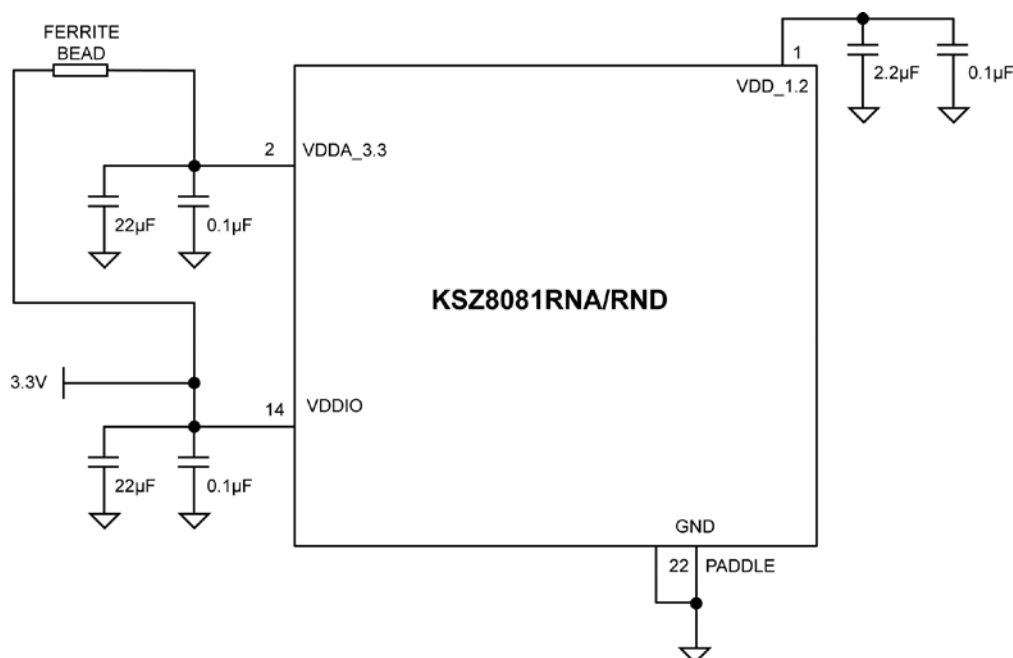 FERRITE
BEAD
1
VDD_1.2
2.2µF
0.1µF
2
VDDA_3.3
22µF
0.1µF
KSZ8081RNA/RND
3.3V
14
VDDIO
22µF
0.1µF
GND
22
PADDLE